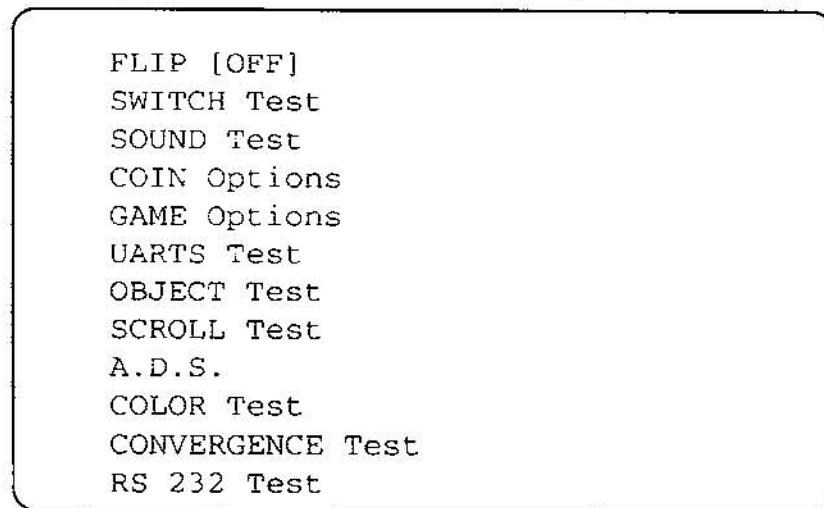 FLIP [OFF]
SWITCH Test
SOUND Test
COIN Options
GAME Options
UARTS Test
OBJECT Test
SCROLL Test
A.D.S.
COLOR Test
CONVERGENCE Test
RS 232 Test